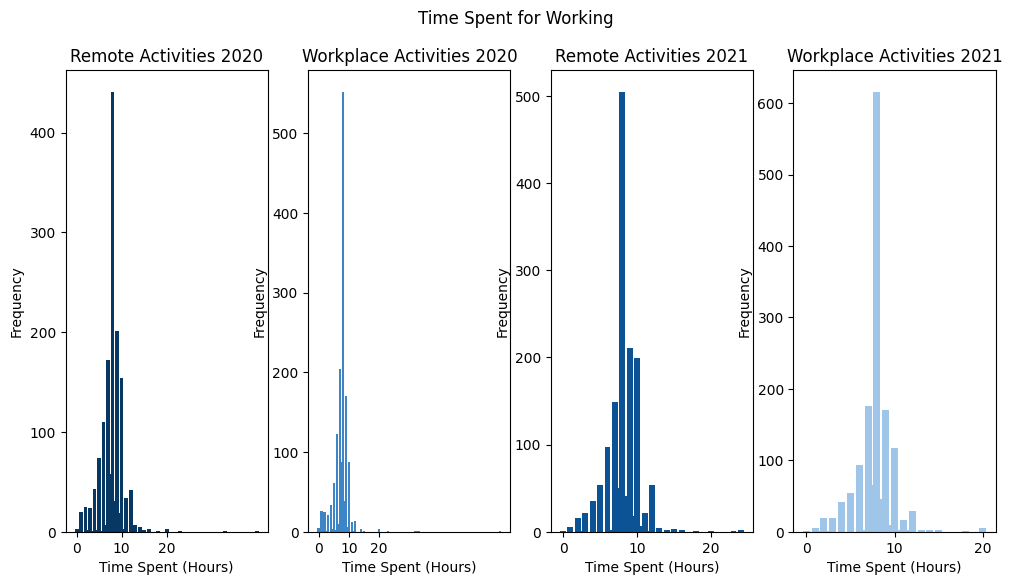 Time Spent for Working
Remote Activities 2020
Frequency
400
300
200
100
0
0 10 20
Time Spent (Hours)
Workplace Activities 2020
Frequency
500
400
300
200
100
0
0 10 20
Time Spent (Hours)
Remote Activities 2021
Frequency
500
400
300
200
100
0
0 10 20
Time Spent (Hours)
Workplace Activities 2021
Frequency
600
500
400
300
200
100
0
0 10 20
Time Spent (Hours)